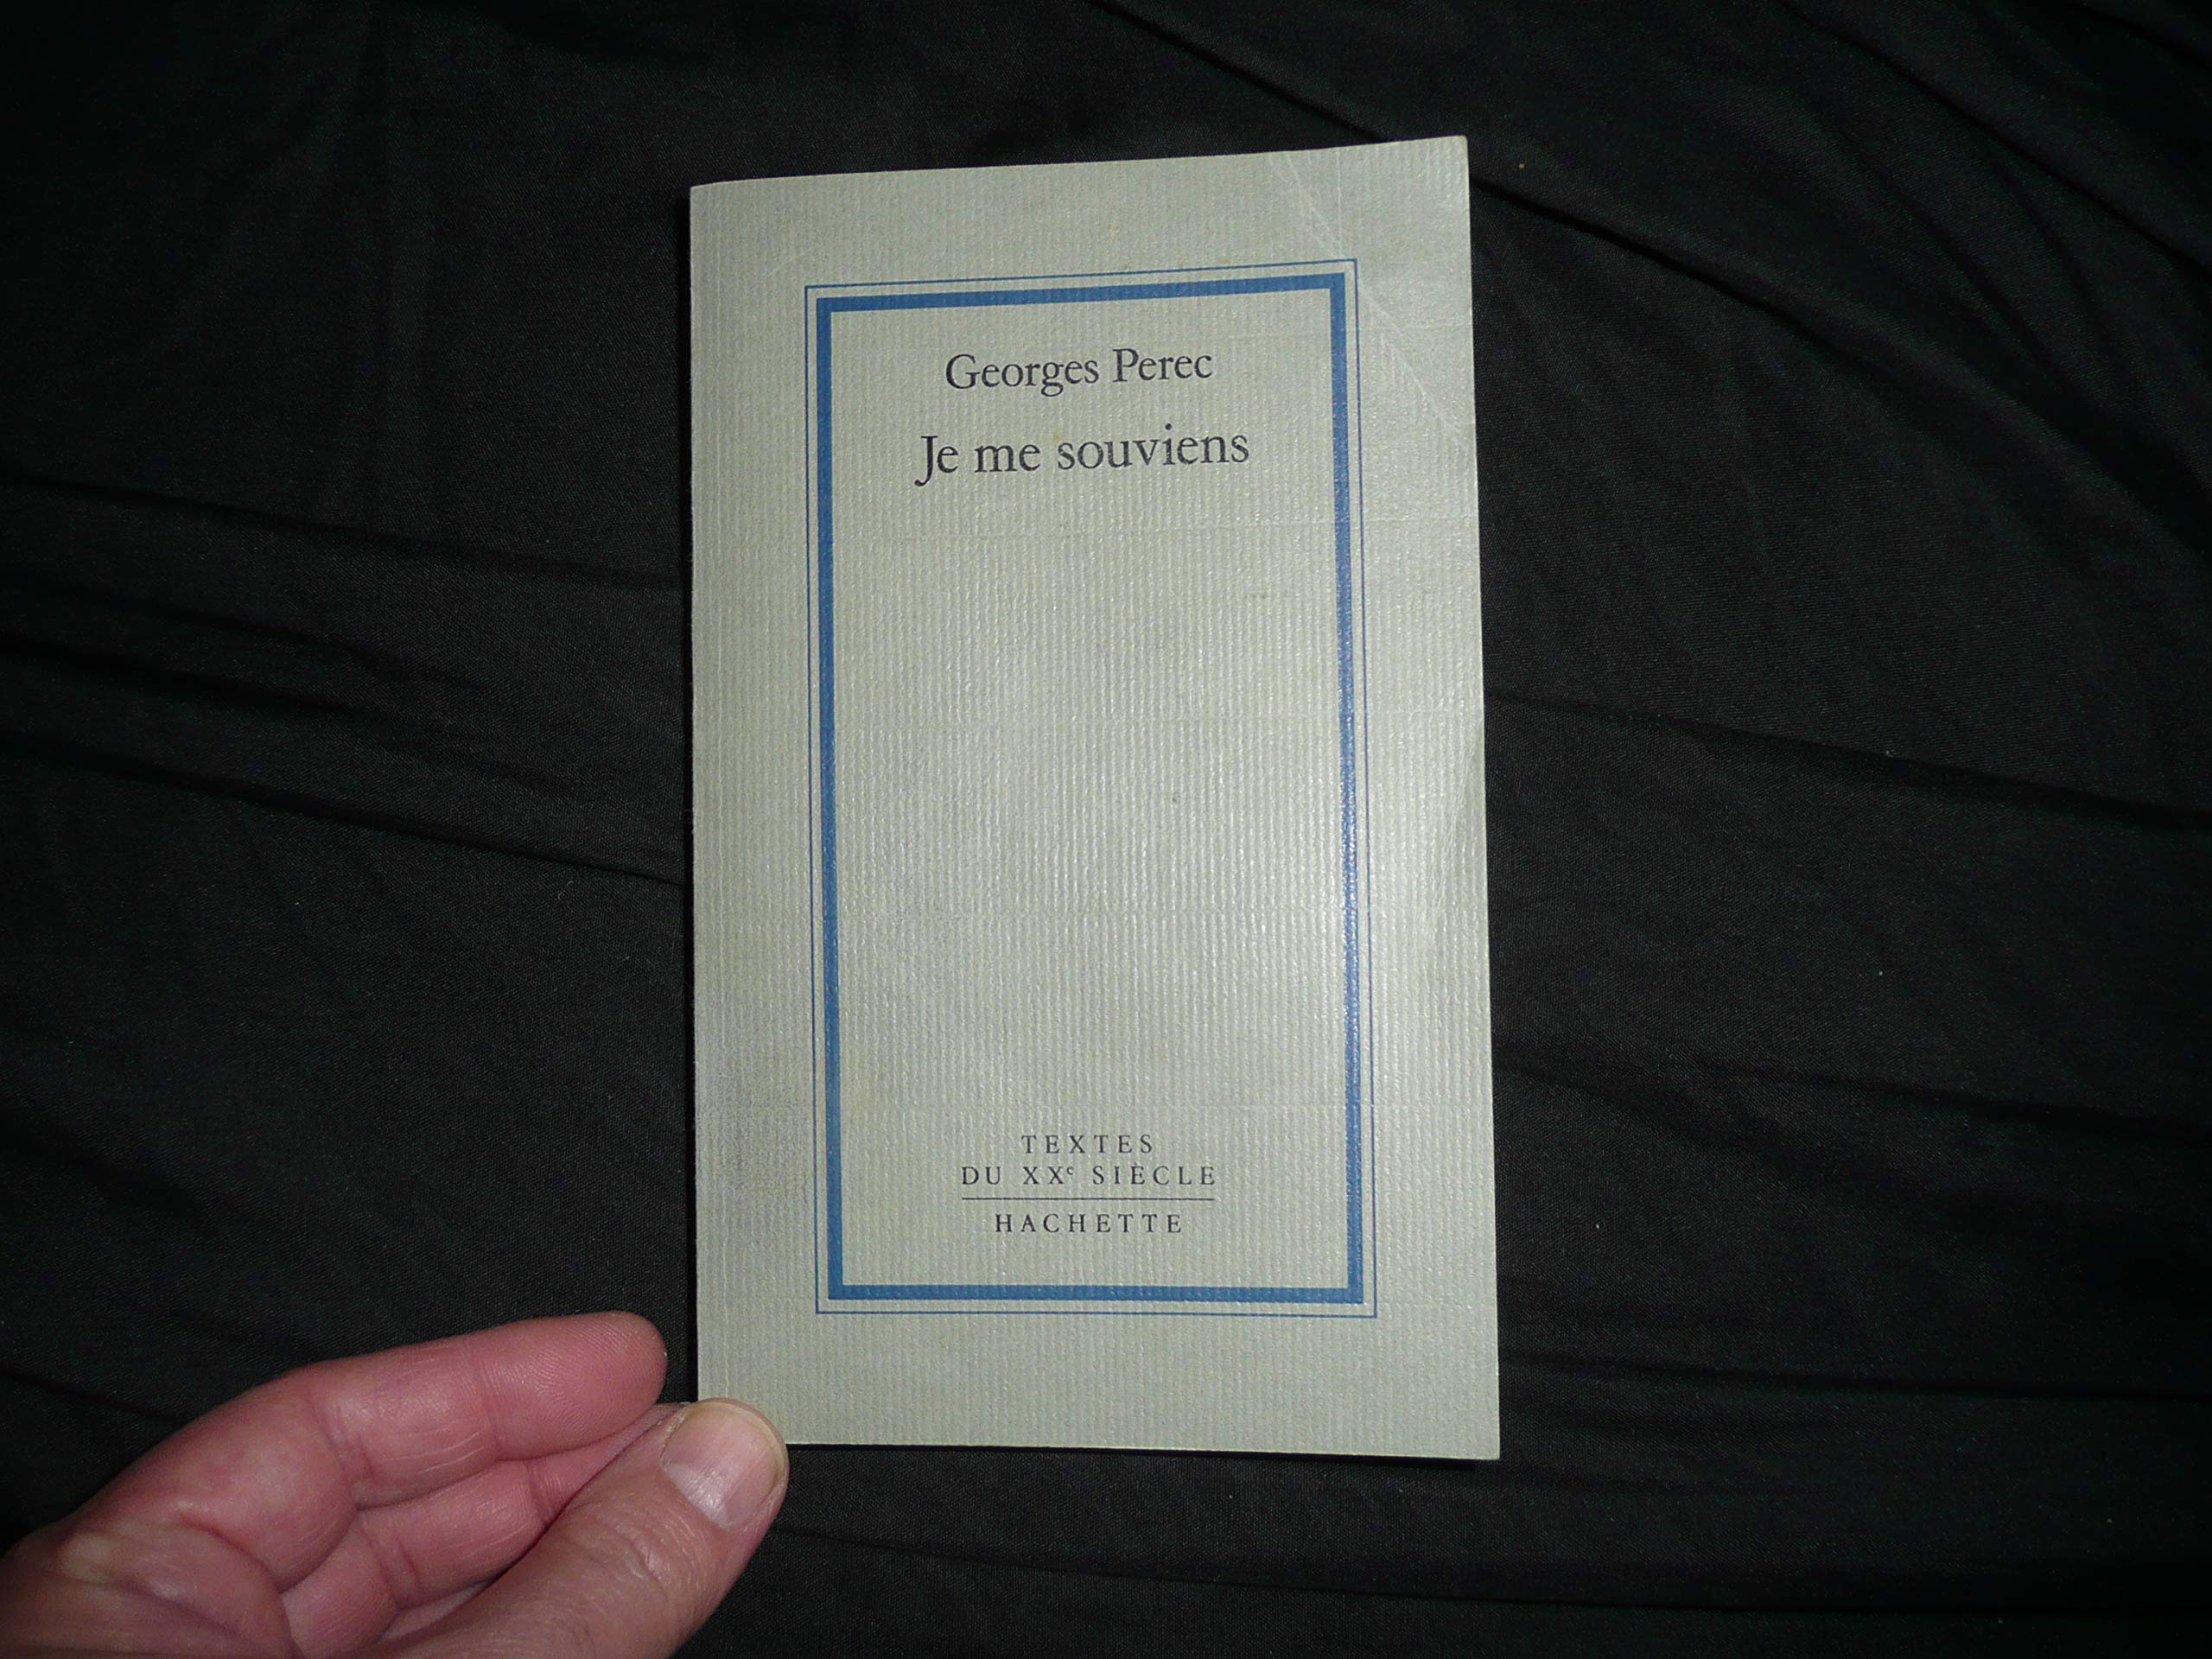 Georges Perec
Je me souviens
TEXTES
DU XXᵉ SIÈCLE
HACHETTE